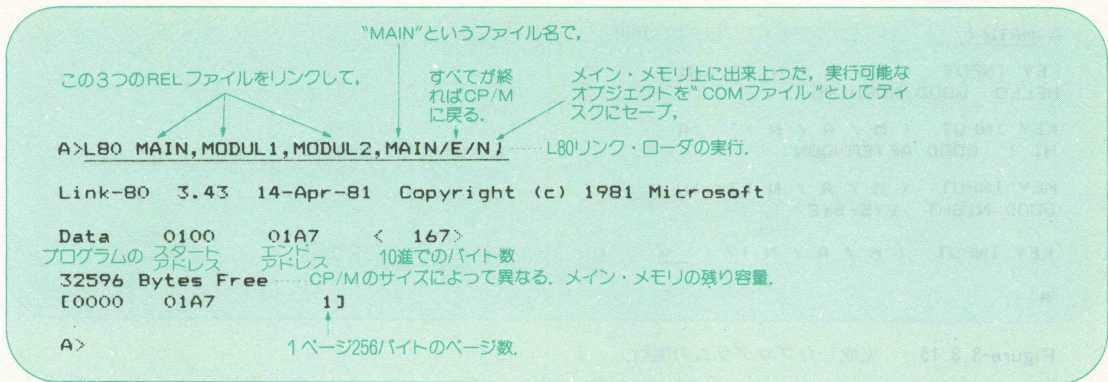 “MAIN”というファイル名で,
この3つのRELファイルをリンクして,
すべてが終
ればCP/M
に戻る.
メイン・メモリ上に出来上った, 実行可能な
オブジェクトを“COMファイル”としてディ
スクにセーブ,
A>L80 MAIN,MODUL1,MODUL2,MAIN/E/N↓ L80リンク・ローダの実行.
Link-80 3.43 14-Apr-81 Copyright (c) 1981 Microsoft
Data 0100 01A7 < 167>
プログラムの スタート アドレス エンド アドレス 10進でのバイト数
32596 Bytes Free CP/Mのサイズによって異なる. メイン・メモリの残り容量.
[0000 01A7 1]
A>
1ページ256バイトのページ数.